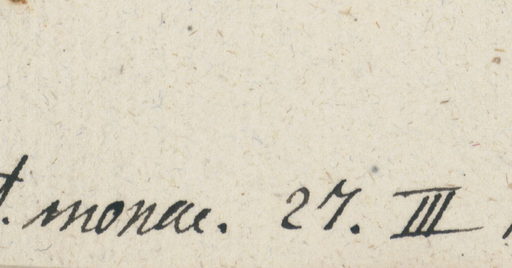 t. monac. 27. III